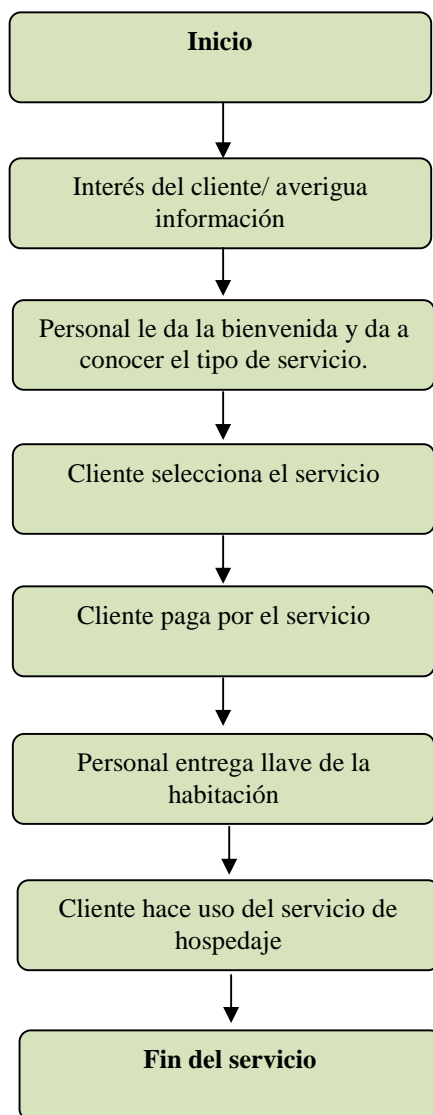 Inicio
Interés del cliente/ averigua
información
Personal le da la bienvenida y da a
conocer el tipo de servicio.
Cliente selecciona el servicio
Cliente paga por el servicio
Personal entrega llave de la
habitación
Cliente hace uso del servicio de
hospedaje
Fin del servicio